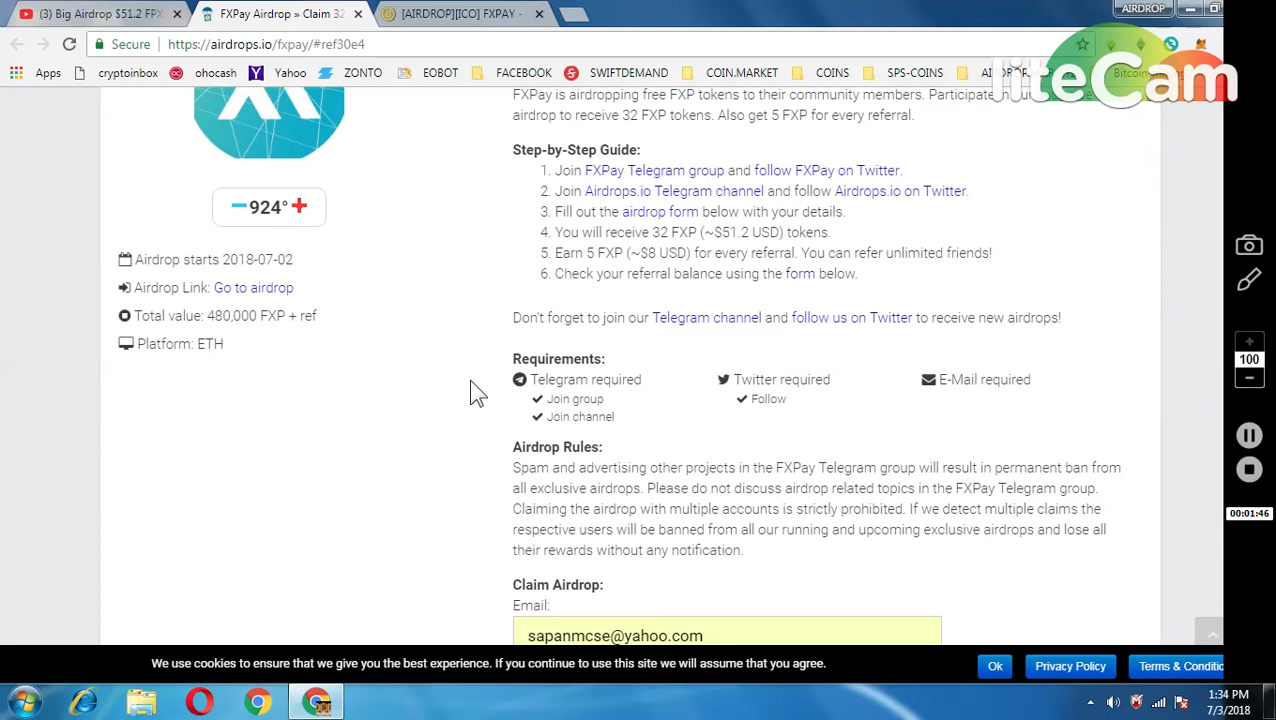 (3) Big Airdrop $51.2 FPX
FXPay Airdrop » Claim 32
[AIRDROP][ICO] FXPAY -
AIRDROP
Secure
https://airdrops.io/fxpay/#ref30e4
Apps
cryptoinbox
ohocash
Yahoo
ZONTO
EOBOT
FACEBOOK
SWIFTDEMAND
COIN.MARKET
COINS
SPS-COINS
liteCam
FXPay is airdropping free FXP tokens to their community members. Participate
airdrop to receive 32 FXP tokens. Also get 5 FXP for every referral.
Step-by-Step Guide:
1. Join FXPay Telegram group and follow FXPay on Twitter.
2. Join Airdrops.io Telegram channel and follow Airdrops.io on Twitter.
3. Fill out the airdrop form below with your details.
4. You will receive 32 FXP (~$51.2 USD) tokens.
5. Earn 5 FXP (~$8 USD) for every referral. You can refer unlimited friends!
6. Check your referral balance using the form below.
924°
Airdrop starts 2018-07-02
Airdrop Link: Go to airdrop
Total value: 480,000 FXP + ref
Platform: ETH
Don't forget to join our Telegram channel and follow us on Twitter to receive new airdrops!
Requirements:
Telegram required
Join group
Join channel
Twitter required
Follow
E-Mail required
Airdrop Rules:
Spam and advertising other projects in the FXPay Telegram group will result in permanent ban from
all exclusive airdrops. Please do not discuss airdrop related topics in the FXPay Telegram group.
Claiming the airdrop with multiple accounts is strictly prohibited. If we detect multiple claims the
respective users will be banned from all our running and upcoming exclusive airdrops and lose all
their rewards without any notification.
Claim Airdrop:
Email:
sapanmcse@yahoo.com
We use cookies to ensure that we give you the best experience. If you continue to use this site we will assume that you agree.
Ok
Privacy Policy
Terms & Conditic
100
00:01:46
1:34 PM
7/3/2018